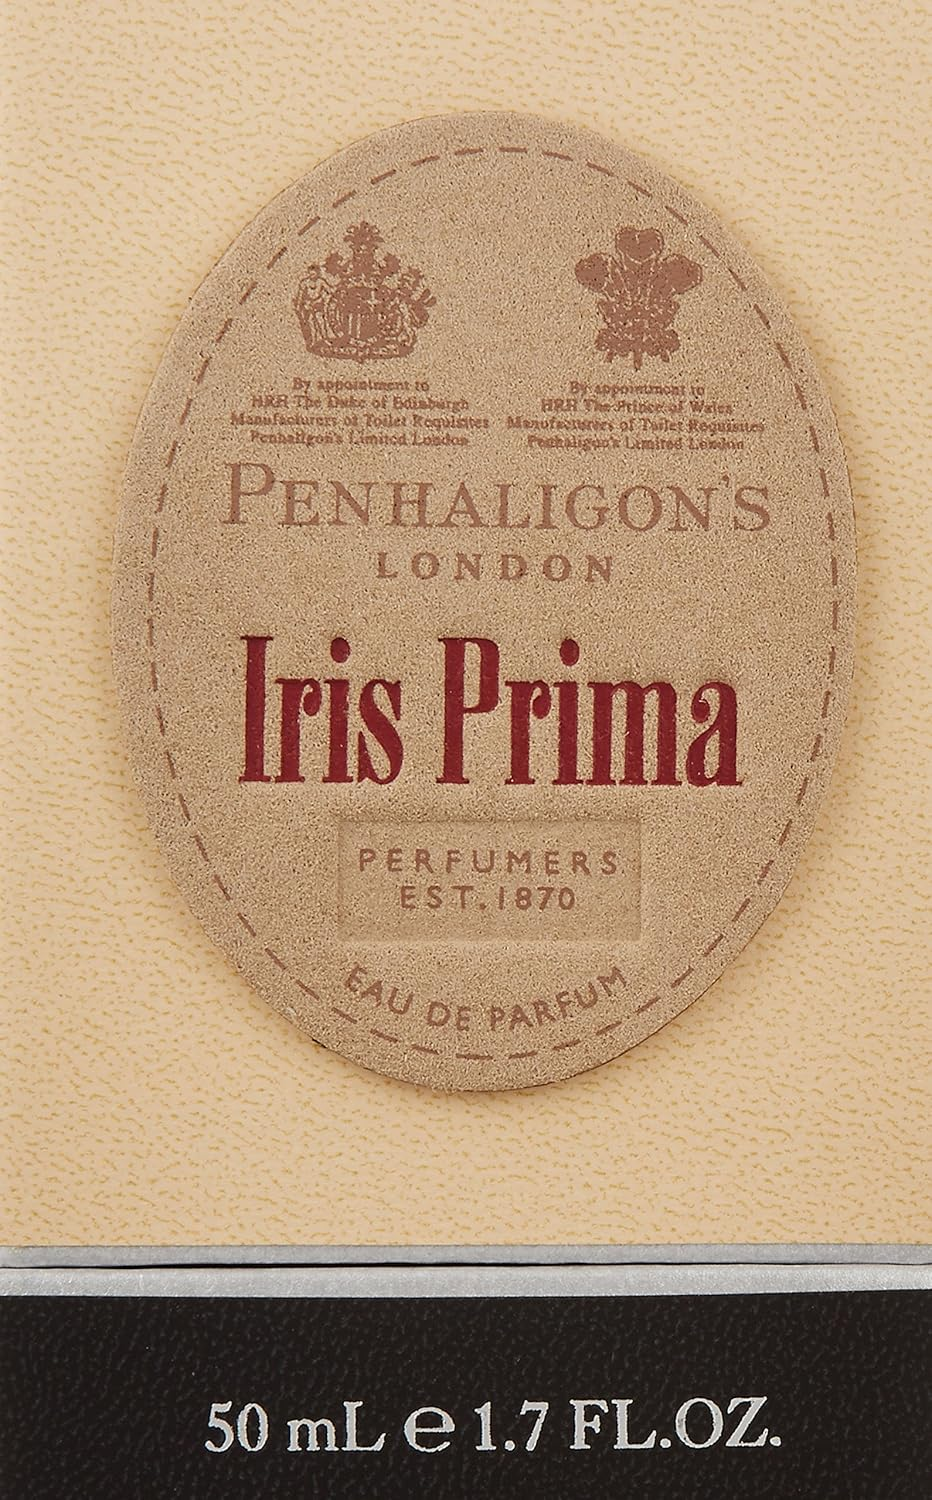 By appointment to
HRH The Duke of Edinburgh
Manufacturers of Toilet Requisites
Penhaligon's Limited London
By appointment to
HRH The Prince of Wales
Manufacturers of Toilet Requisites
Penhaligon's Limited London
PENHALIGON'S
LONDON
Iris Prima
PERFUMERS
EST.1870
EAU DE PARFUM
50 mL ℮ 1.7 FL.OZ.